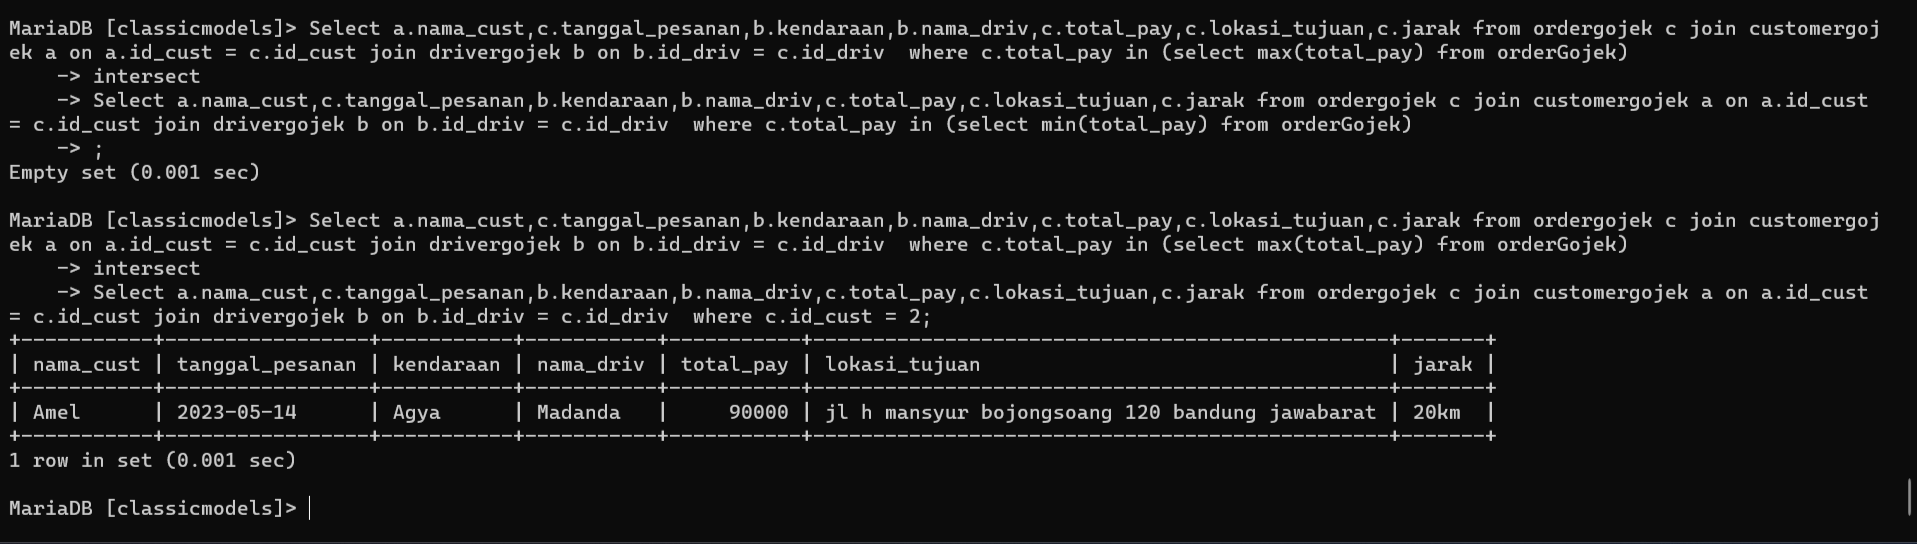 MariaDB [classicmodels]> Select a.nama_cust,c.tanggal_pesanan,b.kendaraan,b.nama_driv,c.total_pay,c.lokasi_tujuan,c.jarak from ordergojek c join customergoj
ek a on a.id_cust = c.id_cust join drivergojek b on b.id_driv = c.id_driv  where c.total_pay in (select max(total_pay) from orderGojek)
    -> intersect
    -> Select a.nama_cust,c.tanggal_pesanan,b.kendaraan,b.nama_driv,c.total_pay,c.lokasi_tujuan,c.jarak from ordergojek c join customergojek a on a.id_cust
= c.id_cust join drivergojek b on b.id_driv = c.id_driv  where c.total_pay in (select min(total_pay) from orderGojek)
    -> ;
Empty set (0.001 sec)

MariaDB [classicmodels]> Select a.nama_cust,c.tanggal_pesanan,b.kendaraan,b.nama_driv,c.total_pay,c.lokasi_tujuan,c.jarak from ordergojek c join customergoj
ek a on a.id_cust = c.id_cust join drivergojek b on b.id_driv = c.id_driv  where c.total_pay in (select max(total_pay) from orderGojek)
    -> intersect
    -> Select a.nama_cust,c.tanggal_pesanan,b.kendaraan,b.nama_driv,c.total_pay,c.lokasi_tujuan,c.jarak from ordergojek c join customergojek a on a.id_cust
= c.id_cust join drivergojek b on b.id_driv = c.id_driv  where c.id_cust = 2;
+-----------+-----------------+-----------+-----------+-----------+------------------------------------------------+-------+
| nama_cust | tanggal_pesanan | kendaraan | nama_driv | total_pay | lokasi_tujuan                                  | jarak |
+-----------+-----------------+-----------+-----------+-----------+------------------------------------------------+-------+
| Amel      | 2023-05-14      | Agya      | Madanda   |     90000 | jl h mansyur bojongsoang 120 bandung jawabarat | 20km  |
+-----------+-----------------+-----------+-----------+-----------+------------------------------------------------+-------+
1 row in set (0.001 sec)

MariaDB [classicmodels]>